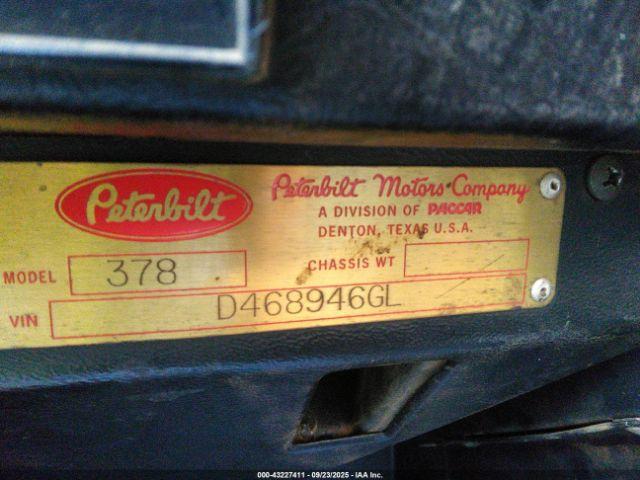 Peterbilt
Peterbilt Motors Company
A DIVISION OF PACCAR
DENTON, TEXAS U.S.A.
MODEL 378
CHASSIS WT
VIN D468946GL
000-43227411 - 09/23/2025 - IAA Inc.